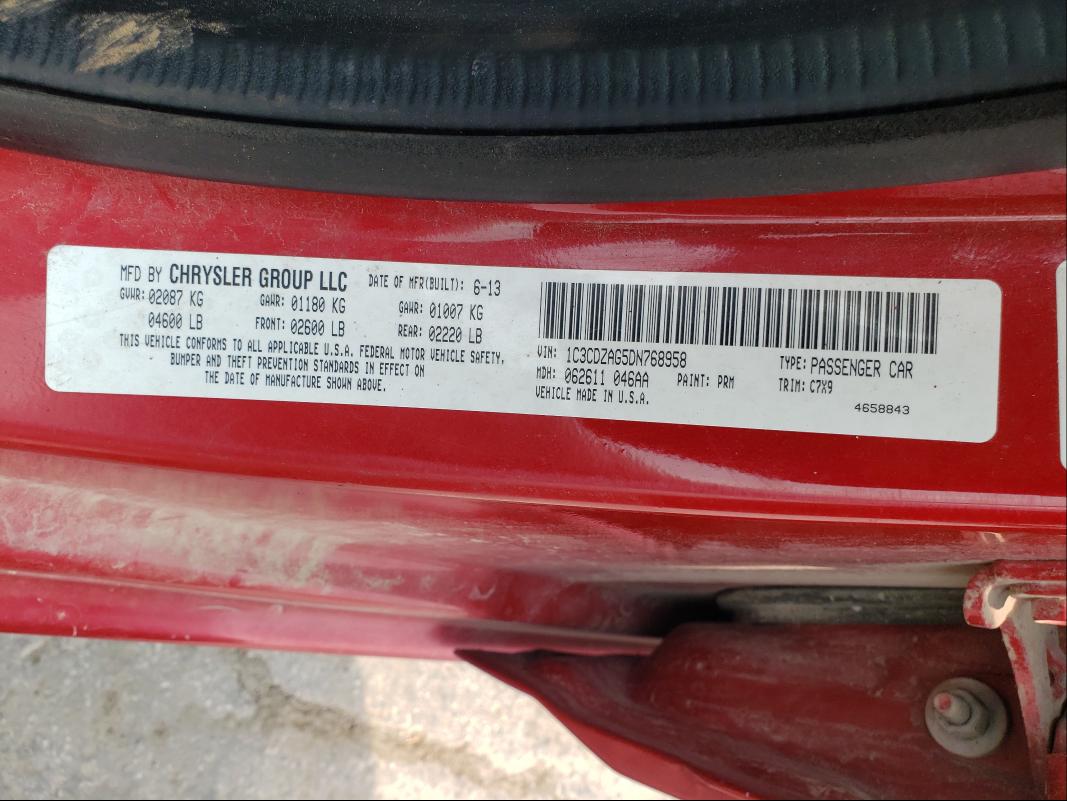 MFD BY CHRYSLER GROUP LLC DATE OF MFR(BUILT): 6-13
GVWR: 02087 KG GAWR: 01180 KG GAWR: 01007 KG
04600 LB FRONT: 02600 LB REAR: 02220 LB
THIS VEHICLE CONFORMS TO ALL APPLICABLE U.S.A. FEDERAL MOTOR VEHICLE SAFETY,
BUMPER AND THEFT PREVENTION STANDARDS IN EFFECT ON
THE DATE OF MANUFACTURE SHOWN ABOVE.
VIN: 1C3CDZAG5DN768958 TYPE: PASSENGER CAR
MDH: 062611 046AA PAINT: PRM TRIM: C7X9
VEHICLE MADE IN U.S.A.
4658843